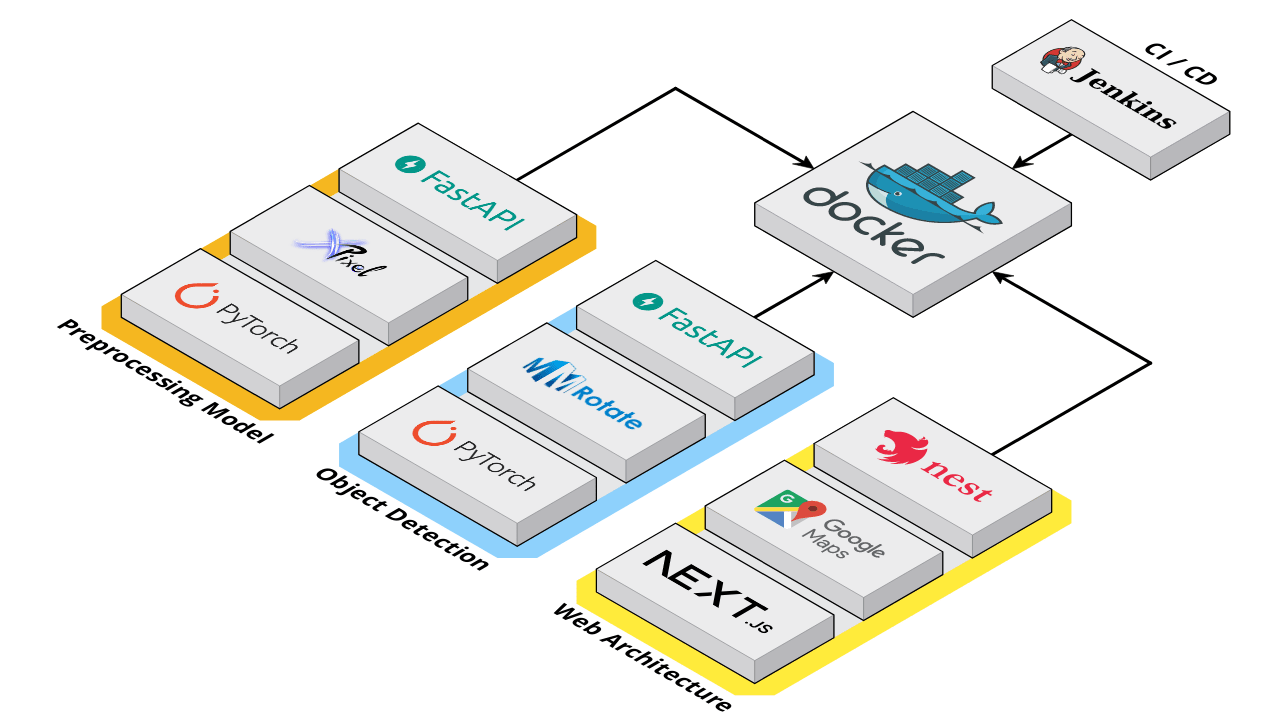 CI / CD
Jenkins
docker
FastAPI
XPixel
PyTorch
Preprocessing Model
FastAPI
MMRotate
PyTorch
Object Detection
nest
G
Google
Maps
NEXT.JS
Web Architecture